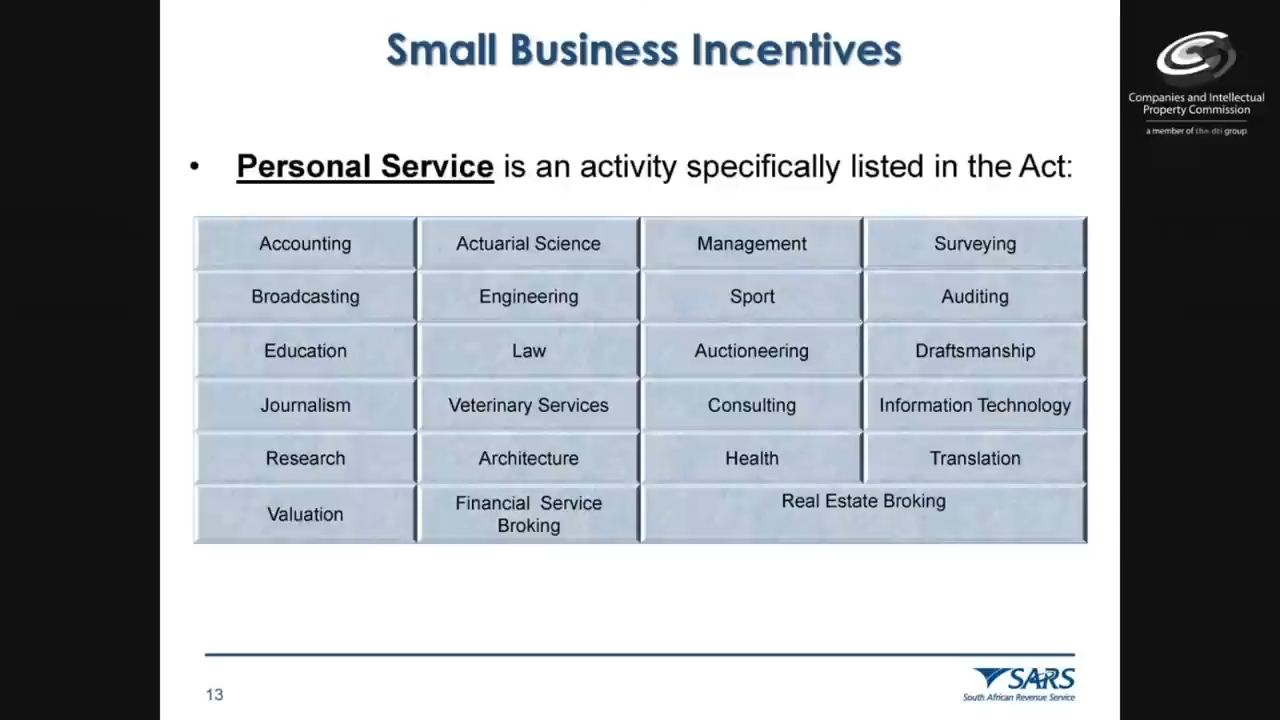 Small Business Incentives
Companies and Intellectual
Property Commission
a member of the dti group
• Personal Service is an activity specifically listed in the Act:
Accounting Actuarial Science Management Surveying
Broadcasting Engineering Sport Auditing
Education Law Auctioneering Draftsmanship
Journalism Veterinary Services Consulting Information Technology
Research Architecture Health Translation
Valuation Financial Service Broking Real Estate Broking
13
SARS
South African Revenue Service